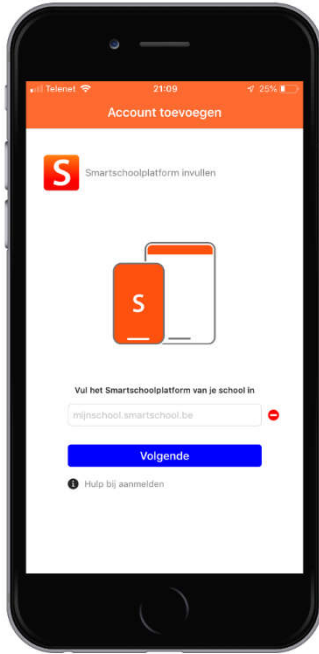 Telenet 21:09 25%
Account toevoegen
S Smartschoolplatform invullen
S
Vul het Smartschoolplatform van je school in
mijnschool.smartschool.be
Volgende
Hulp bij aanmelden